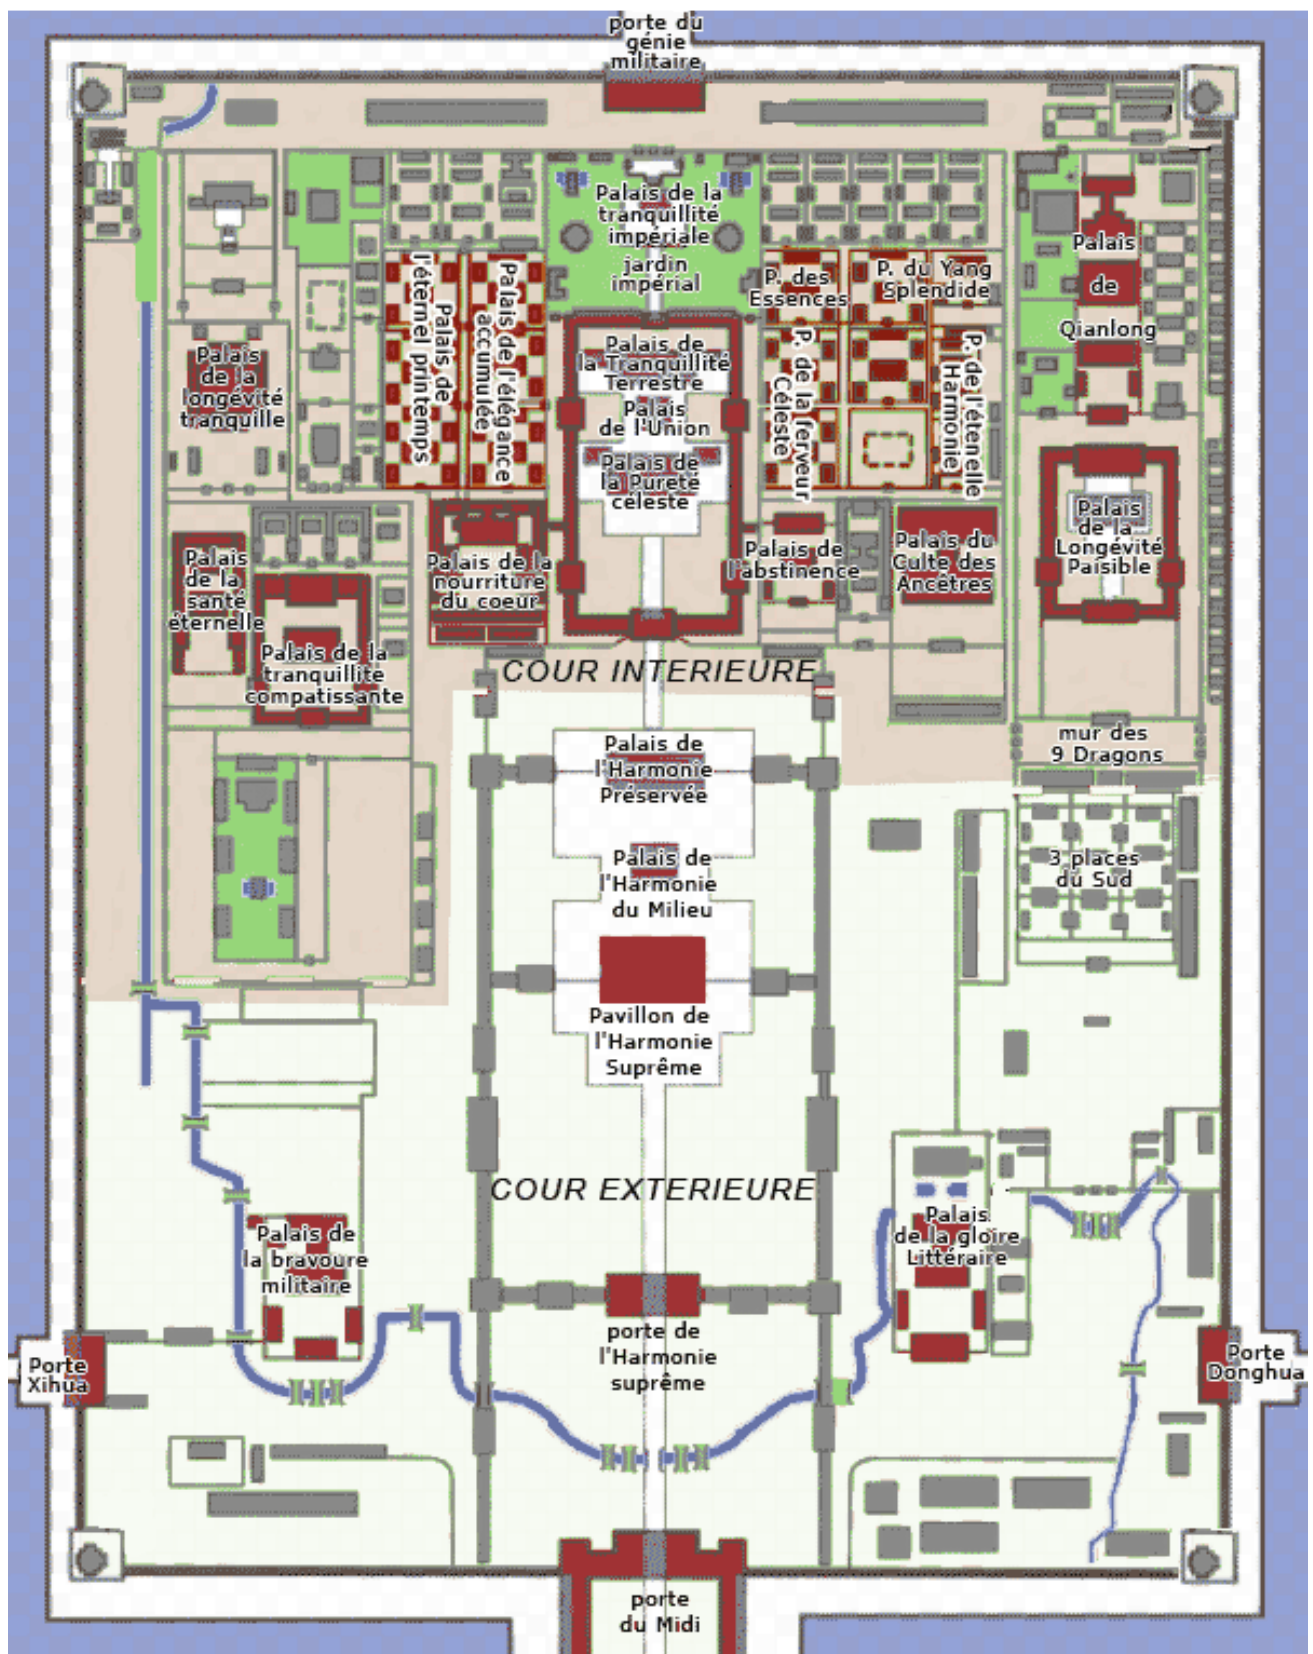 porte du
génie
militaire
Palais de la
tranquillité
impériale
jardin
impérial
Palais
de
Qianlong
P. des
Essences
P. du Yang
Splendide
Palais de
l'éternel printemps
Palais de l'élégance
accumulée
P. de la ferveur
Céleste
P. de l'étenelle
Harmonie
Palais
de la
longévité
tranquille
Palais de
la Tranquillité
Terrestre
Palais
de l'Union
Palais de
la Pureté
céleste
Palais
de la
santé
éternelle
Palais de la
tranquillité
compatissante
Palais de la
nourriture
du coeur
Palais de
l'abstinence
Palais du
Culte des
Ancêtres
Palais
de la
Longévité
Paisible
COUR INTERIEURE
mur des
9 Dragons
Palais de
l'Harmonie
Préservée
3 places
du Sud
Palais de
l'Harmonie
du Milieu
Pavillon de
l'Harmonie
Suprême
COUR EXTERIEURE
Palais de
la bravoure
militaire
Palais
de la gloire
Littéraire
porte de
l'Harmonie
suprême
Porte
Xihua
Porte
Donghua
porte
du Midi